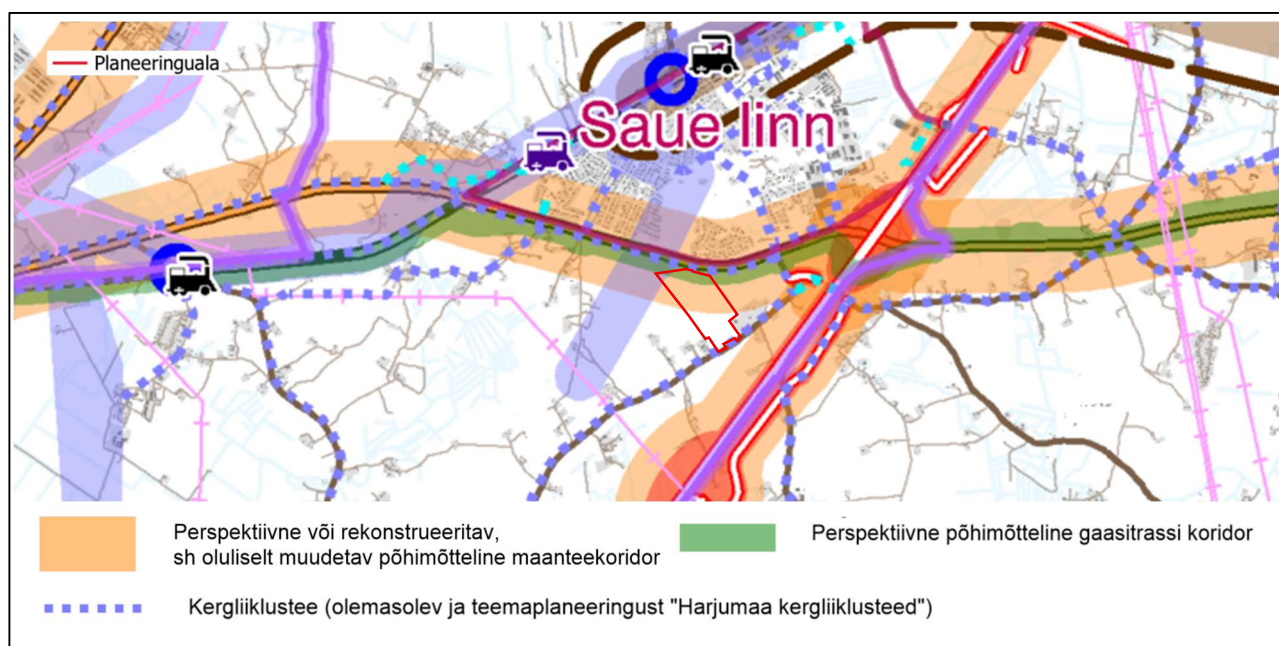 Planeeringuala
Saue linn
Perspektiivne või rekonstrueeritav,
sh oluliselt muudetav põhimõtteline maanteekoridor
Perspektiivne põhimõtteline gaasitrassi koridor
Kergliiklustee (olemasolev ja teemaplaneeringust "Harjumaa kergliiklusteed")